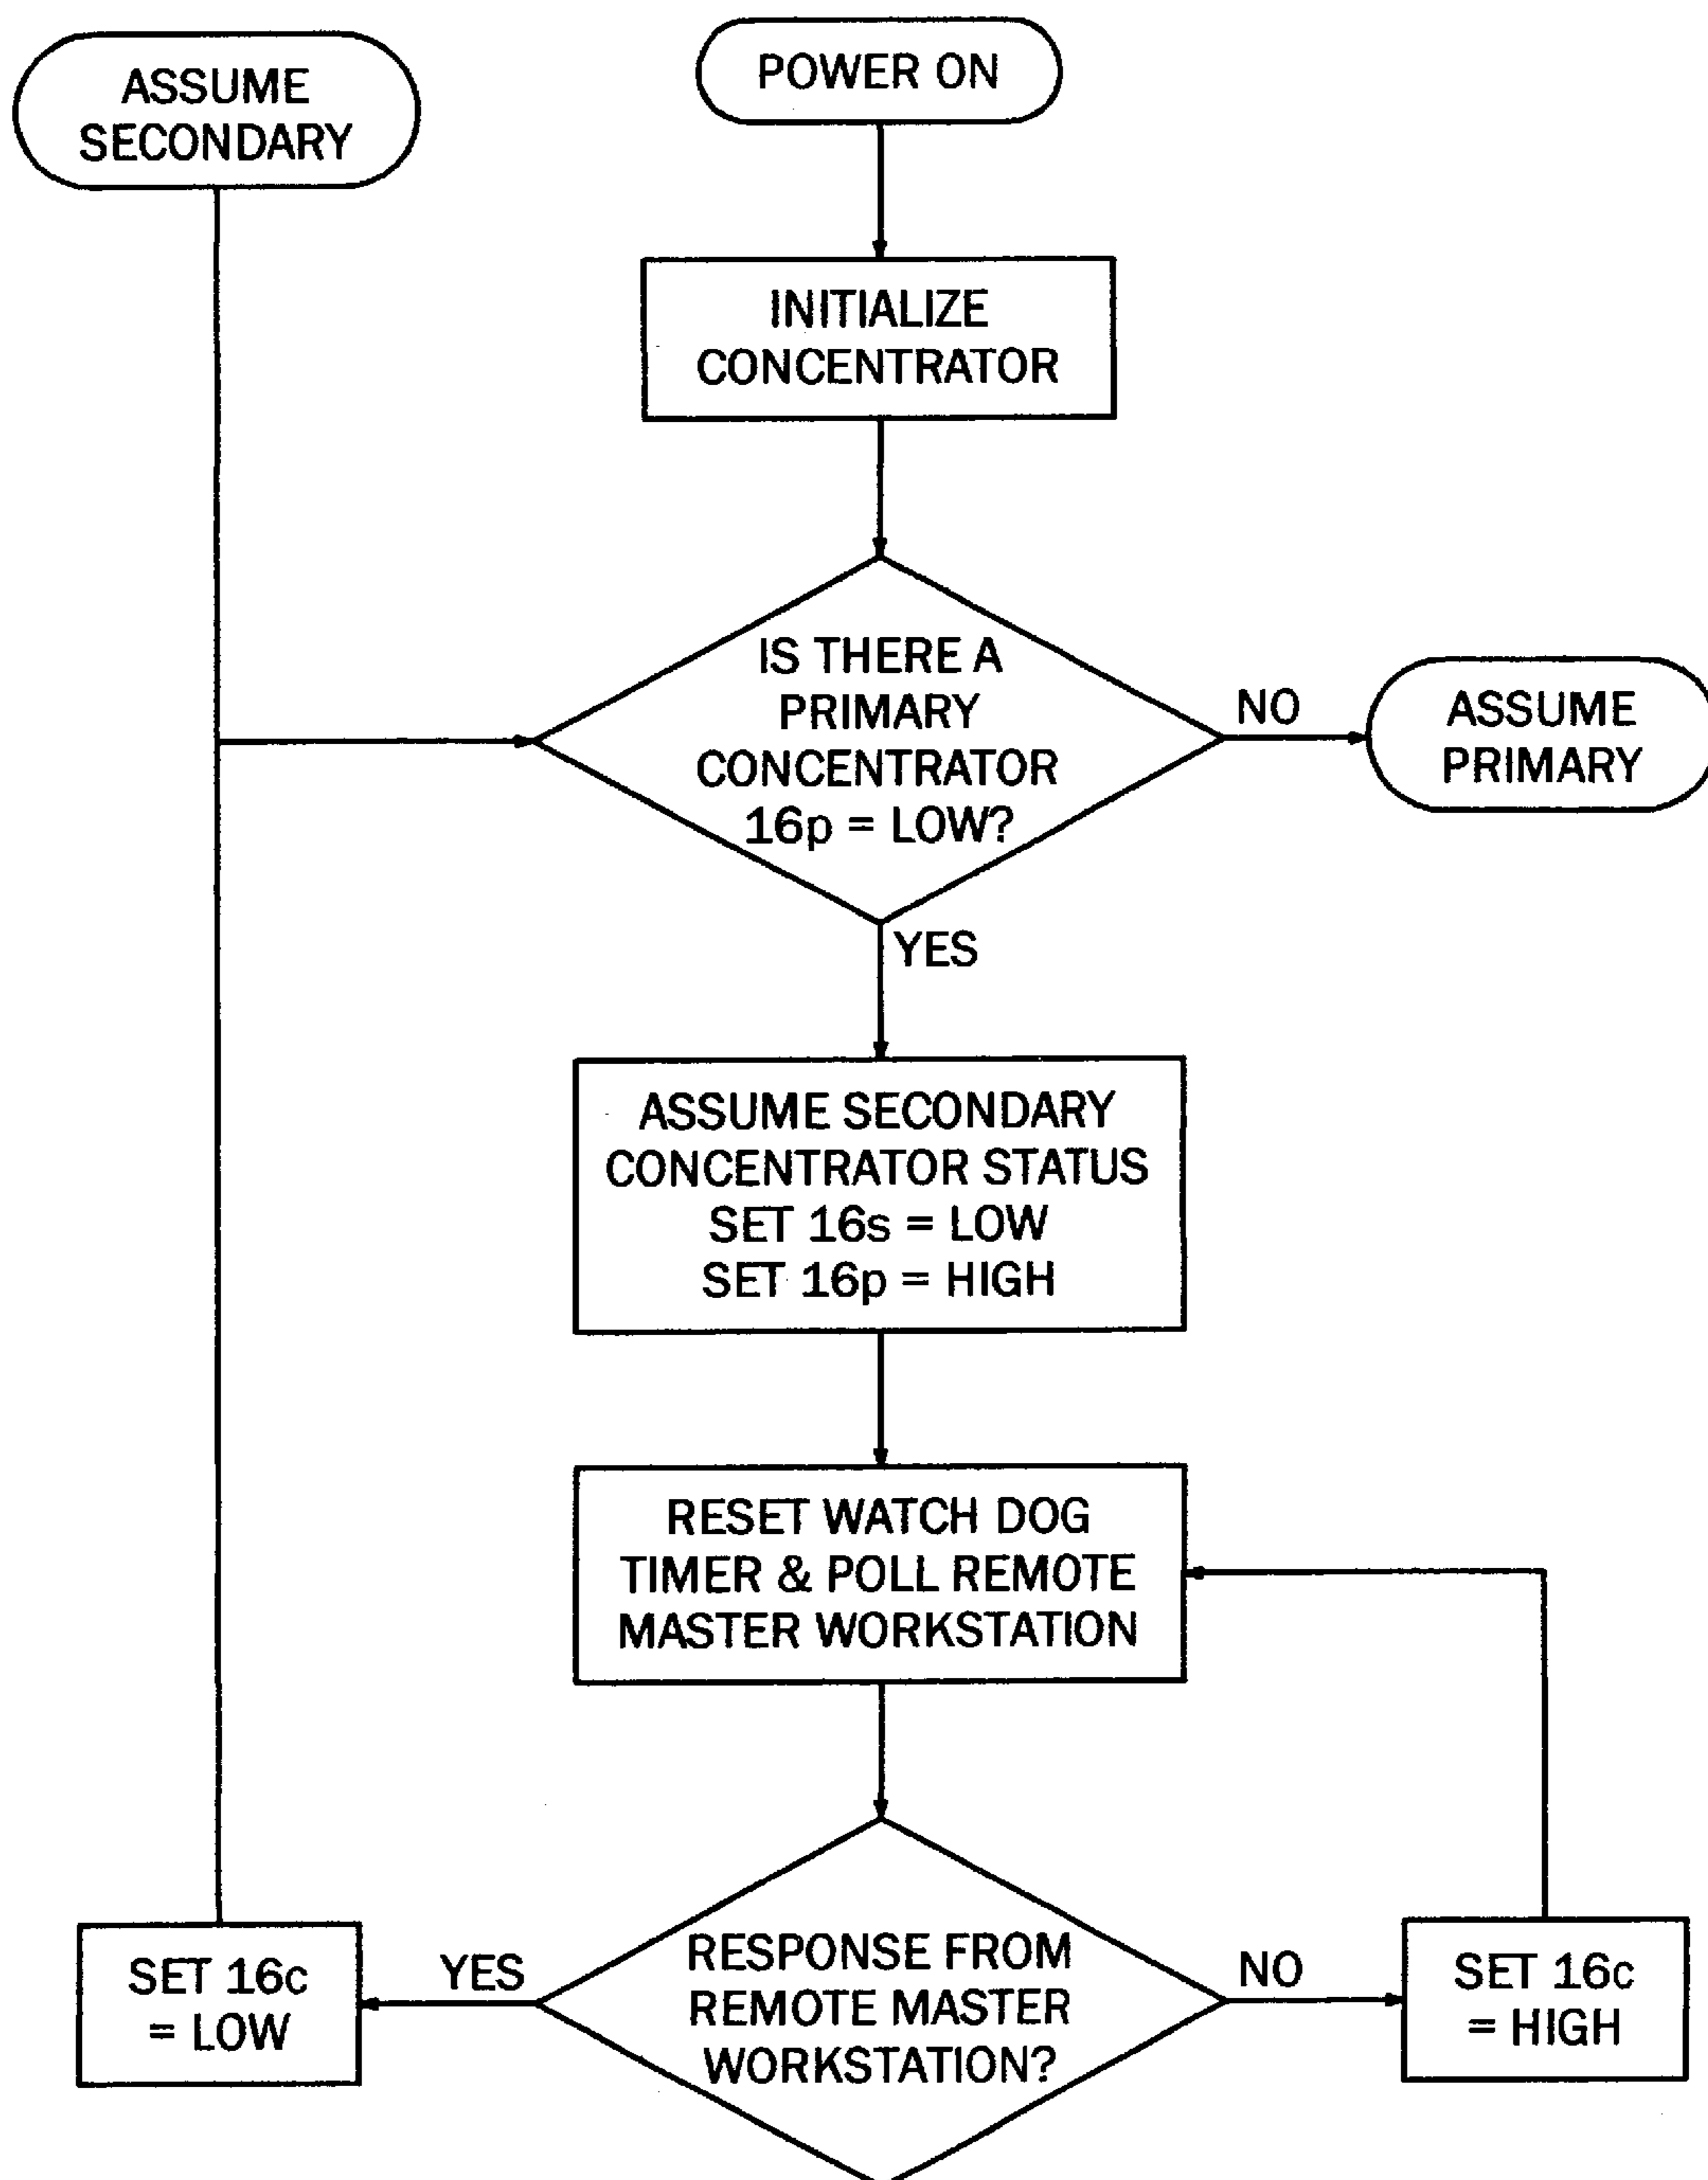 ASSUME
SECONDARY
POWER ON
INITIALIZE
CONCENTRATOR
IS THERE A
PRIMARY
CONCENTRATOR
16p = LOW?
NO
ASSUME
PRIMARY
YES
ASSUME SECONDARY
CONCENTRATOR STATUS
SET 16s = LOW
SET 16p = HIGH
RESET WATCH DOG
TIMER & POLL REMOTE
MASTER WORKSTATION
RESPONSE FROM
REMOTE MASTER
WORKSTATION?
YES
SET 16c
= LOW
NO
SET 16c
= HIGH